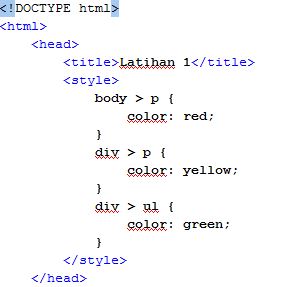 <!DOCTYPE html>
<html>
<head>
<title>Latihan 1</title>
<style>
body > p {
color: red;
}
div > p {
color: yellow;
}
div > ul {
color: green;
}
</style>
</head>